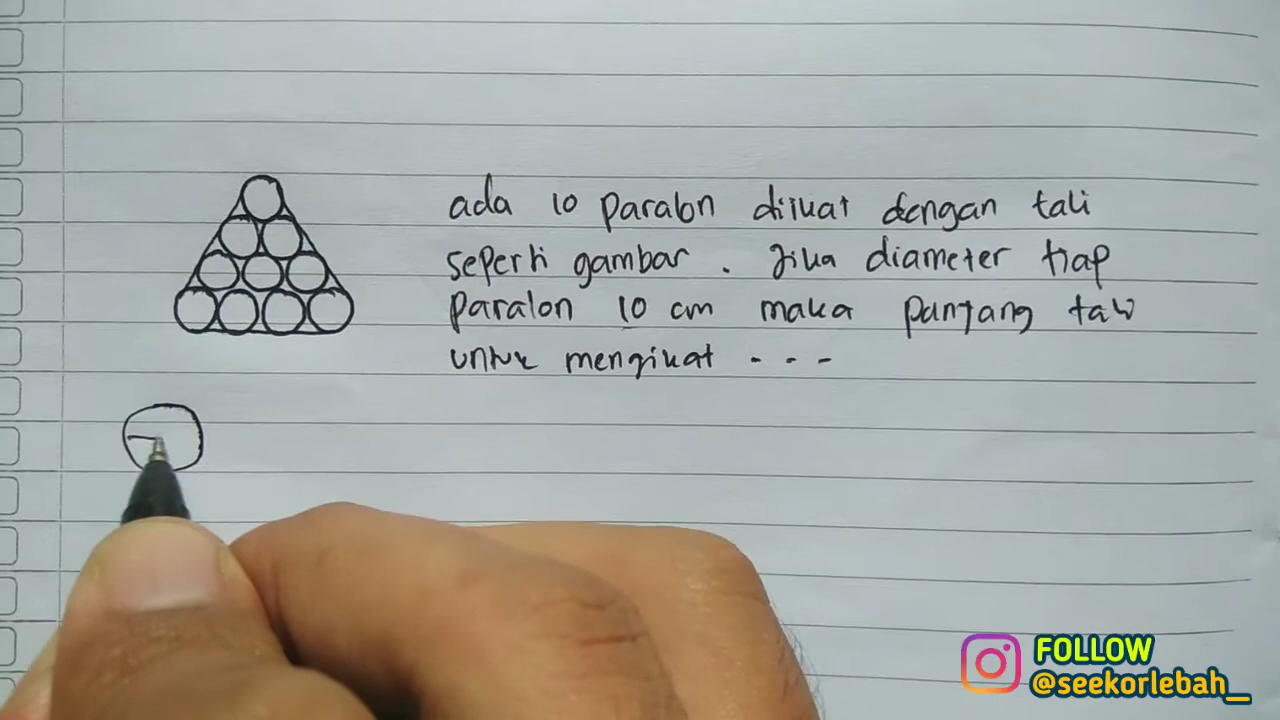 ada 10 paralon diikat dengan tali
seperti gambar. Jika diameter tiap
paralon 10 cm maka panjang tali
untuk mengikat - - -
FOLLOW
@seekorlebah_